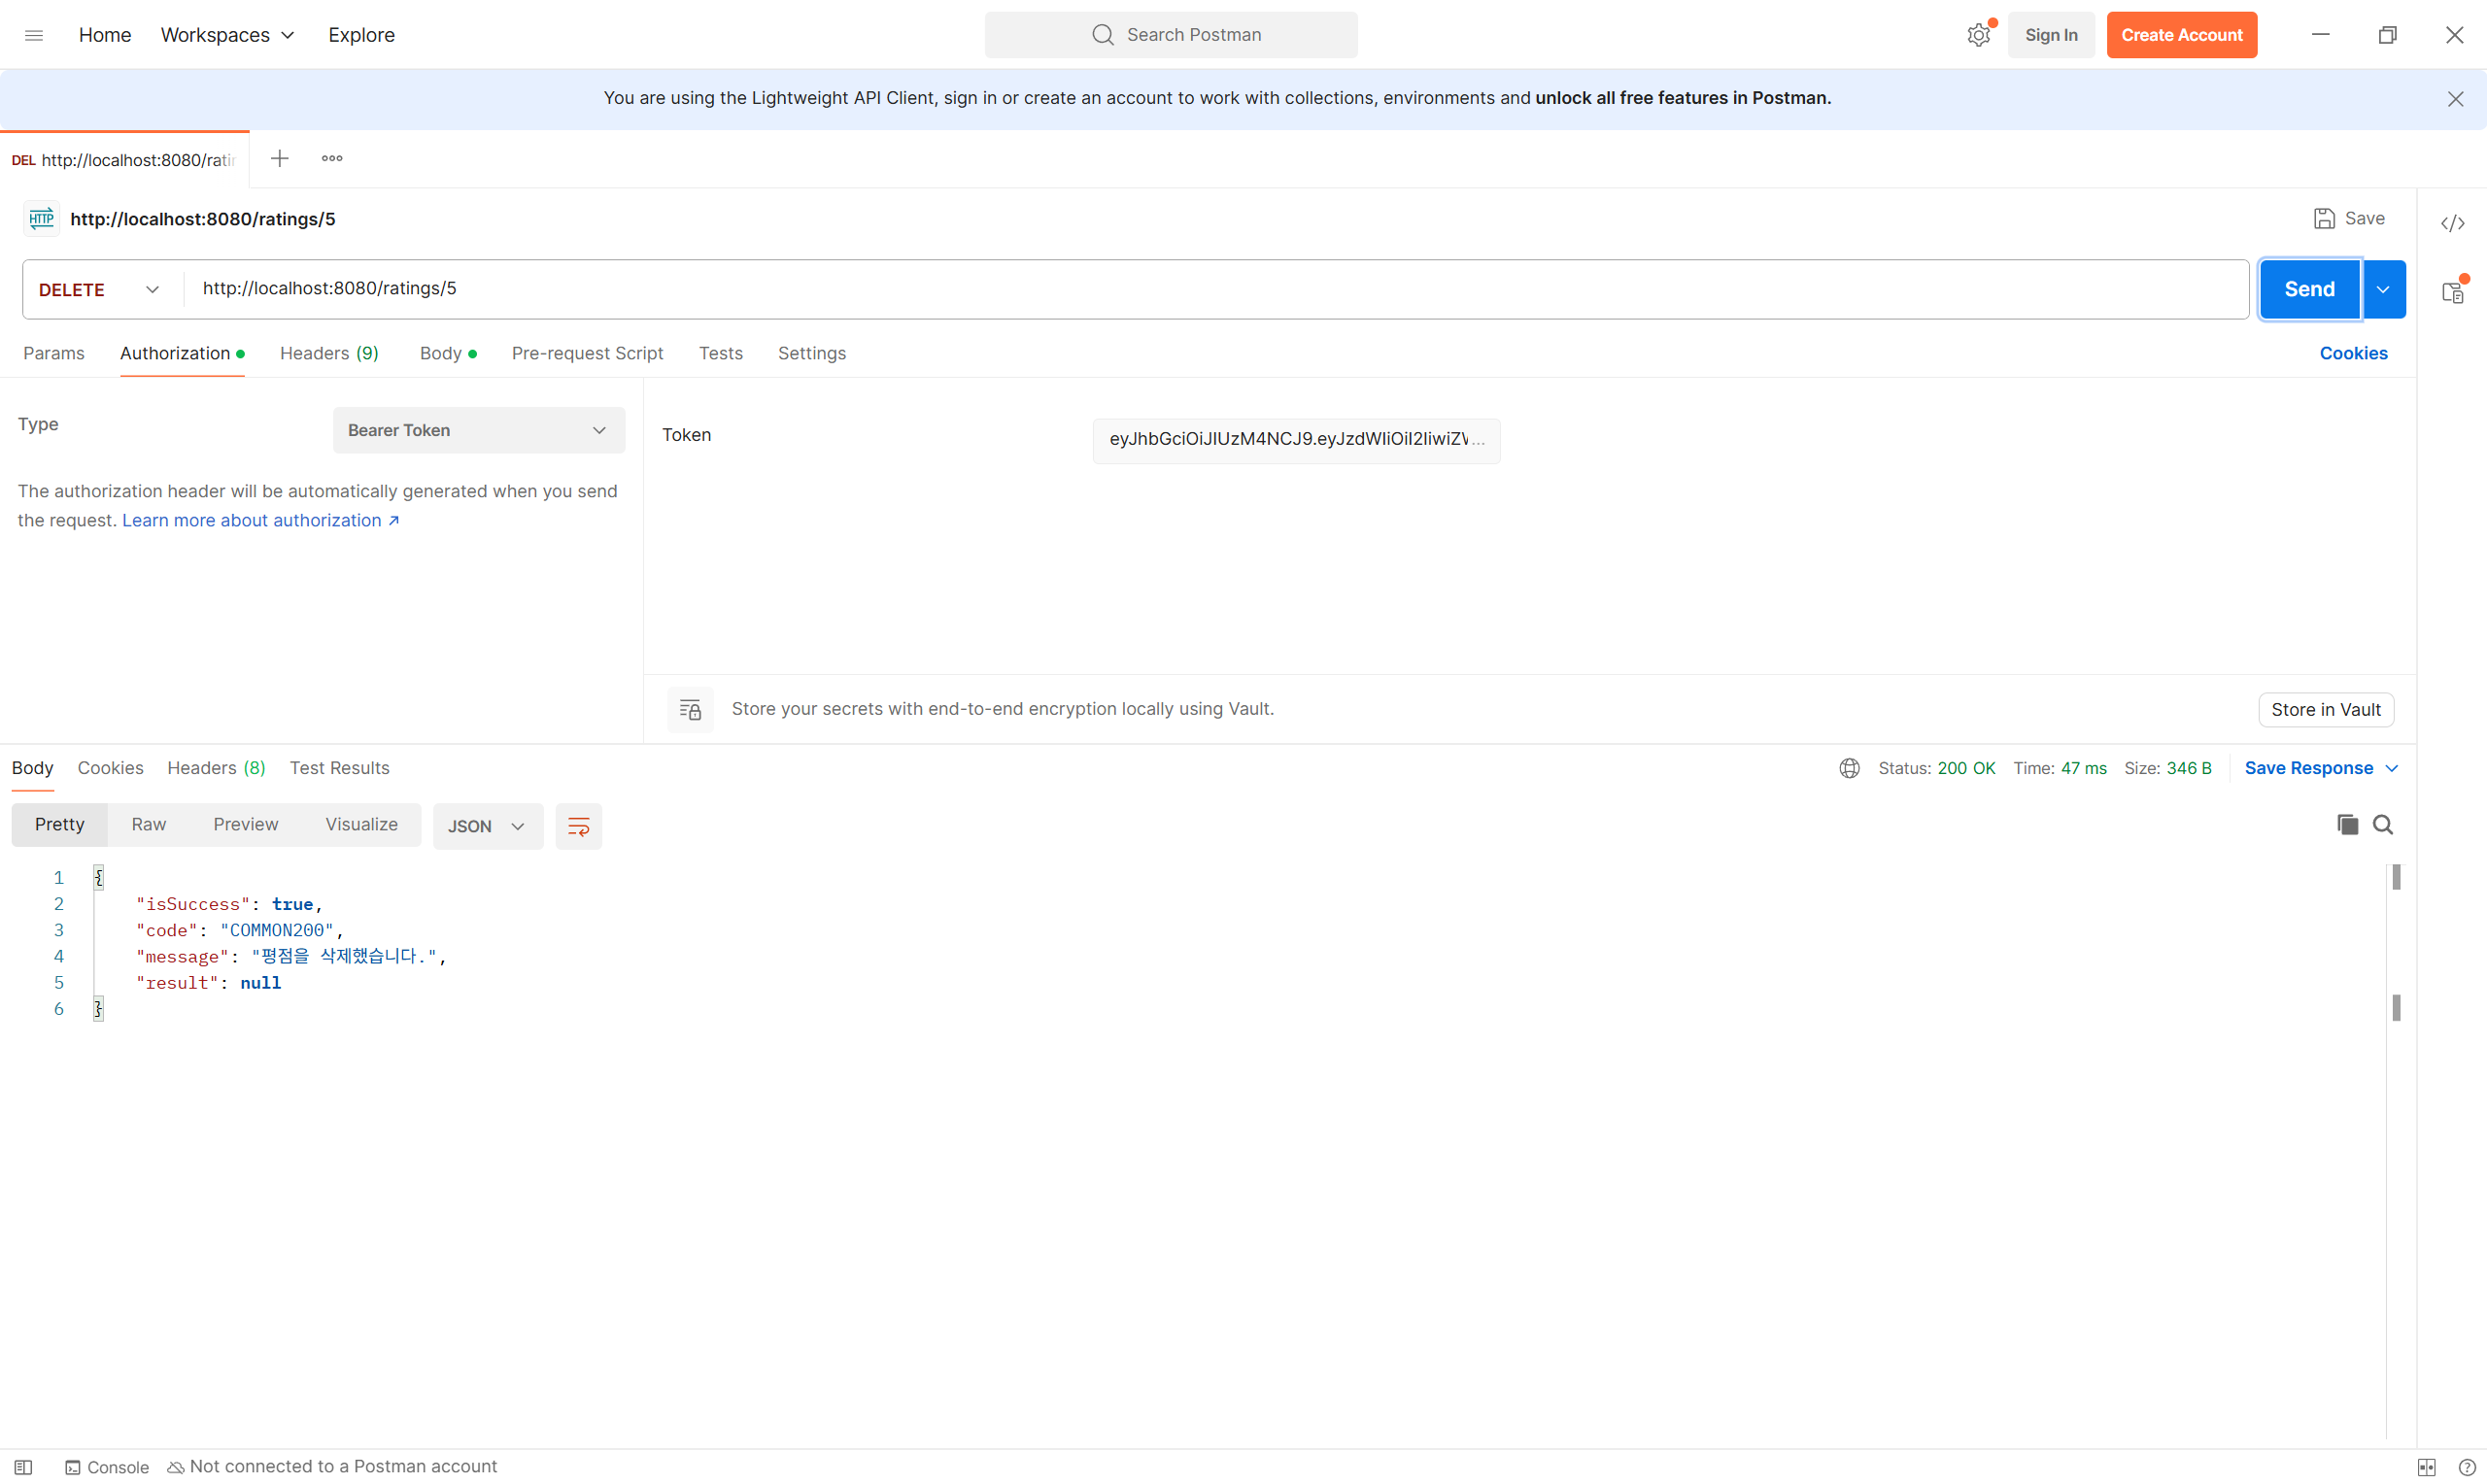 Home Workspaces Explore Search Postman Sign In Create Account
You are using the Lightweight API Client, sign in or create an account to work with collections, environments and unlock all free features in Postman.
DEL http://localhost:8080/ratin
HTTP http://localhost:8080/ratings/5 Save
DELETE http://localhost:8080/ratings/5 Send
Params Authorization Headers (9) Body Pre-request Script Tests Settings Cookies
Type Bearer Token
Token eyJhbGciOiJIUzM4NCJ9.eyJzdWIiOiI2IiwiZV...
The authorization header will be automatically generated when you send
the request. Learn more about authorization
Store your secrets with end-to-end encryption locally using Vault. Store in Vault
Body Cookies Headers (8) Test Results Status: 200 OK Time: 47 ms Size: 346 B Save Response
Pretty Raw Preview Visualize JSON
1 {
2 "isSuccess": true,
3 "code": "COMMON200",
4 "message": "평점을 삭제했습니다.",
5 "result": null
6 }
Console Not connected to a Postman account